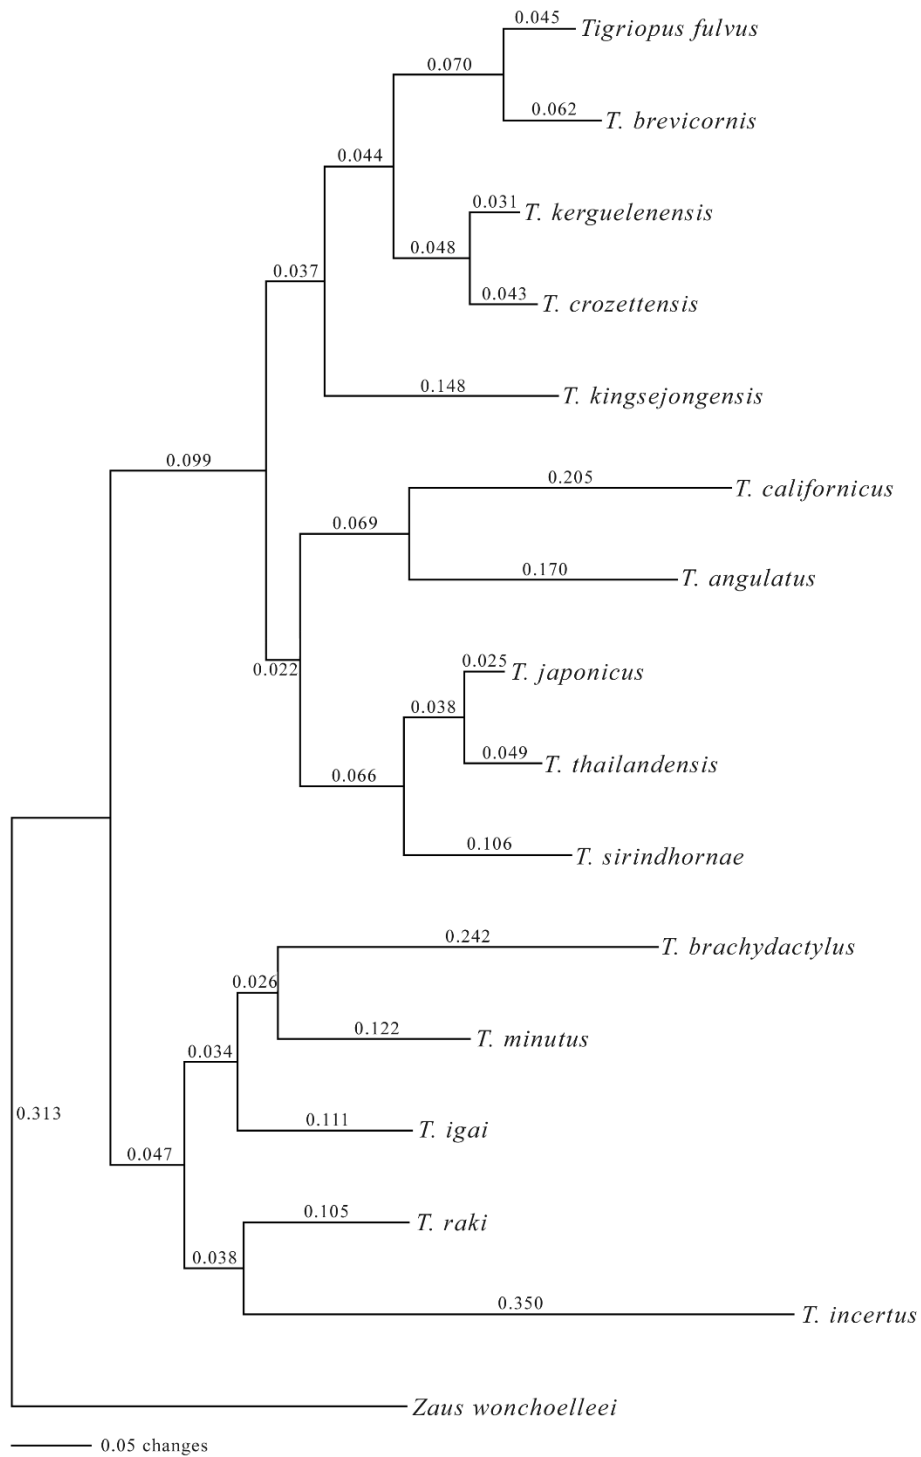 0.045
Tigriopus fulvus
0.070
0.062
T. brevicornis
0.044
0.031
T. kerguelenensis
0.048
0.043
T. crozettensis
0.037
0.148
T. kingsejongensis
0.099
0.205
T. californicus
0.069
0.170
T. angulatus
0.022
0.025
T. japonicus
0.038
0.049
T. thailandensis
0.066
0.106
T. sirindhornae
0.242
T. brachydactylus
0.026
0.122
T. minutus
0.034
0.111
T. igai
0.313
0.047
0.105
T. raki
0.038
0.350
T. incertus
Zaus wonchoelleei
0.05 changes